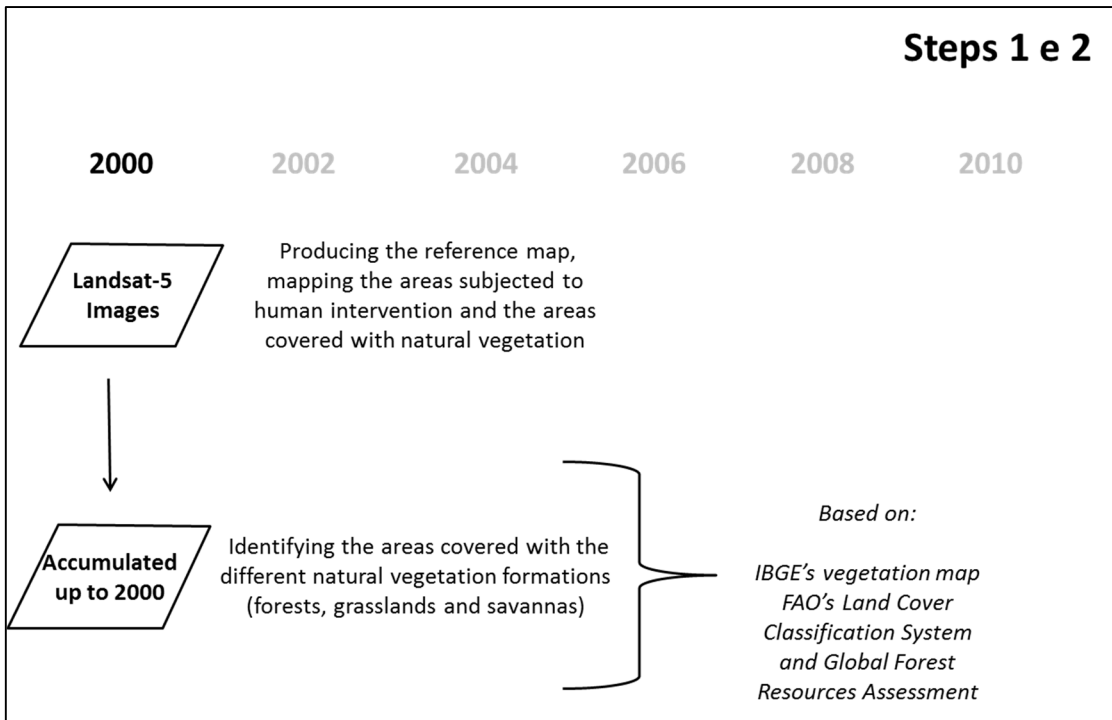 Steps 1 e 2
2000 2002 2004 2006 2008 2010
Landsat-5
Images
Producing the reference map,
mapping the areas subjected to
human intervention and the areas
covered with natural vegetation
Accumulated
up to 2000
Identifying the areas covered with the
different natural vegetation formations
(forests, grasslands and savannas)
Based on:
IBGE’s vegetation map
FAO’s Land Cover
Classification System
and Global Forest
Resources Assessment